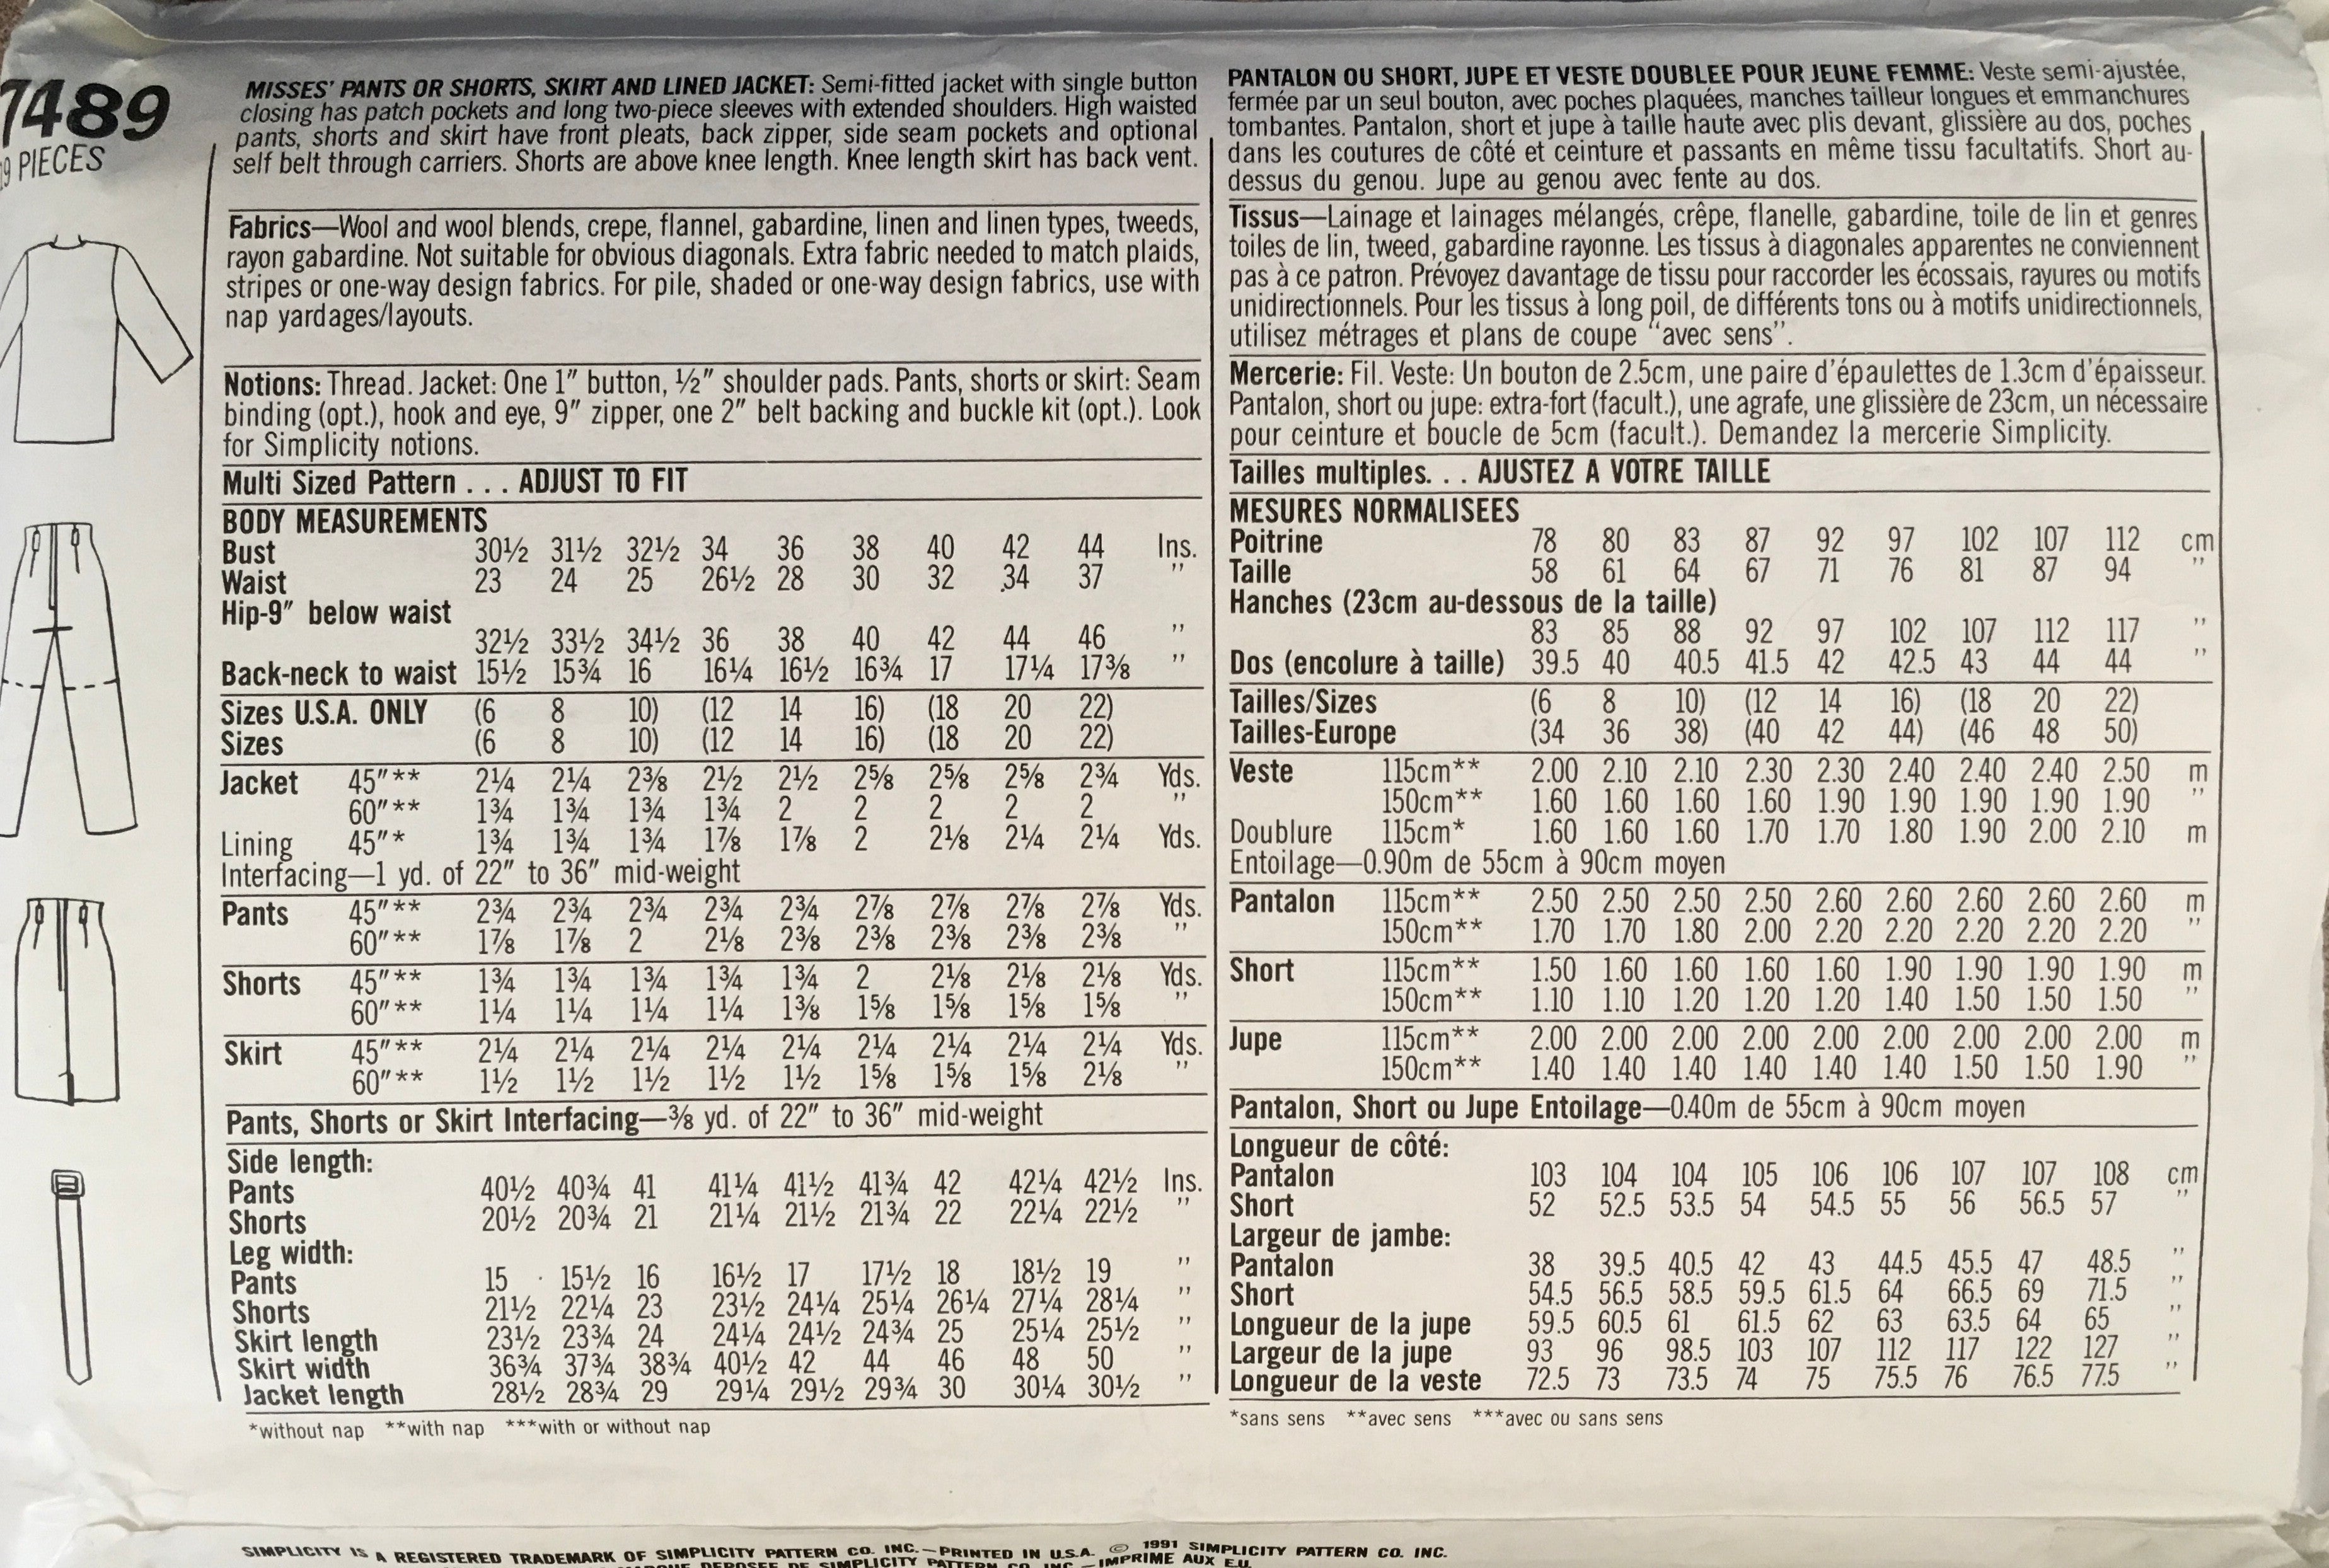 7489
9 PIECES
MISSES' PANTS OR SHORTS, SKIRT AND LINED JACKET: Semi-fitted jacket with single button
closing has patch pockets and long two-piece sleeves with extended shoulders. High waisted
pants, shorts and skirt have front pleats, back zipper, side seam pockets and optional
self belt through carriers. Shorts are above knee length. Knee length skirt has back vent.
Fabrics—Wool and wool blends, crepe, flannel, gabardine, linen and linen types, tweeds,
rayon gabardine. Not suitable for obvious diagonals. Extra fabric needed to match plaids,
stripes or one-way design fabrics. For pile, shaded or one-way design fabrics, use with
nap yardages/layouts.
Notions: Thread. Jacket: One 1" button, ½" shoulder pads. Pants, shorts or skirt: Seam
binding (opt.), hook and eye, 9" zipper, one 2" belt backing and buckle kit (opt.). Look
for Simplicity notions.
Multi Sized Pattern . . . ADJUST TO FIT
BODY MEASUREMENTS
Bust 30½ 31½ 32½ 34 36 38 40 42 44 Ins.
Waist 23 24 25 26½ 28 30 32 34 37 "
Hip-9" below waist
32½ 33½ 34½ 36 38 40 42 44 46 "
Back-neck to waist 15½ 15¾ 16 16¼ 16½ 16¾ 17 17¼ 17⅜ "
Sizes U.S.A. ONLY (6 8 10) (12 14 16) (18 20 22)
Sizes (6 8 10) (12 14 16) (18 20 22)
Jacket 45"** 2¼ 2¼ 2⅜ 2½ 2½ 2⅝ 2⅝ 2⅝ 2¾ Yds.
60"** 1¾ 1¾ 1¾ 1¾ 2 2 2 2 2 "
Lining 45"* 1¾ 1¾ 1¾ 1⅞ 1⅞ 2 2⅛ 2¼ 2¼ Yds.
Interfacing—1 yd. of 22" to 36" mid-weight
Pants 45"** 2¾ 2¾ 2¾ 2¾ 2¾ 2⅞ 2⅞ 2⅞ 2⅞ Yds.
60"** 1⅞ 1⅞ 2 2⅛ 2⅜ 2⅜ 2⅜ 2⅜ 2⅜ "
Shorts 45"** 1¾ 1¾ 1¾ 1¾ 1¾ 2 2⅛ 2⅛ 2⅛ Yds.
60"** 1¼ 1¼ 1¼ 1¼ 1⅜ 1⅝ 1⅝ 1⅝ 1⅝ "
Skirt 45"** 2¼ 2¼ 2¼ 2¼ 2¼ 2¼ 2¼ 2¼ 2¼ Yds.
60"** 1½ 1½ 1½ 1½ 1½ 1⅝ 1⅝ 1⅝ 2⅛ "
Pants, Shorts or Skirt Interfacing—⅜ yd. of 22" to 36" mid-weight
Side length:
Pants 40½ 40¾ 41 41¼ 41½ 41¾ 42 42¼ 42½ Ins.
Shorts 20½ 20¾ 21 21¼ 21½ 21¾ 22 22¼ 22½ "
Leg width:
Pants 15 15½ 16 16½ 17 17½ 18 18½ 19 "
Shorts 21½ 22¼ 23 23½ 24¼ 25¼ 26¼ 27¼ 28¼ "
Skirt length 23½ 23¾ 24 24¼ 24½ 24¾ 25 25¼ 25½ "
Skirt width 36¾ 37¾ 38¾ 40½ 42 44 46 48 50 "
Jacket length 28½ 28¾ 29 29¼ 29½ 29¾ 30 30¼ 30½ "
*without nap **with nap ***with or without nap
PANTALON OU SHORT, JUPE ET VESTE DOUBLEE POUR JEUNE FEMME: Veste semi-ajustée,
fermée par un seul bouton, avec poches plaquées, manches tailleur longues et emmanchures
tombantes. Pantalon, short et jupe à taille haute avec plis devant, glissière au dos, poches
dans les coutures de côté et ceinture et passants en même tissu facultatifs. Short au-
dessus du genou. Jupe au genou avec fente au dos.
Tissus—Lainage et lainages mélangés, crêpe, flanelle, gabardine, toile de lin et genres
toiles de lin, tweed, gabardine rayonne. Les tissus à diagonales apparentes ne conviennent
pas à ce patron. Prévoyez davantage de tissu pour raccorder les écossais, rayures ou motifs
unidirectionnels. Pour les tissus à long poil, de différents tons ou à motifs unidirectionnels,
utilisez métrages et plans de coupe "avec sens".
Mercerie: Fil. Veste: Un bouton de 2.5cm, une paire d'épaulettes de 1.3cm d'épaisseur.
Pantalon, short ou jupe: extra-fort (facult.), une agrafe, une glissière de 23cm, un nécessaire
pour ceinture et boucle de 5cm (facult.). Demandez la mercerie Simplicity.
Tailles multiples. . . AJUSTEZ A VOTRE TAILLE
MESURES NORMALISEES
Poitrine 78 80 83 87 92 97 102 107 112 cm
Taille 58 61 64 67 71 76 81 87 94 "
Hanches (23cm au-dessous de la taille)
83 85 88 92 97 102 107 112 117 "
Dos (encolure à taille) 39.5 40 40.5 41.5 42 42.5 43 44 44 "
Tailles/Sizes (6 8 10) (12 14 16) (18 20 22)
Tailles-Europe (34 36 38) (40 42 44) (46 48 50)
Veste 115cm** 2.00 2.10 2.10 2.30 2.30 2.40 2.40 2.40 2.50 m
150cm** 1.60 1.60 1.60 1.60 1.90 1.90 1.90 1.90 1.90 "
Doublure 115cm* 1.60 1.60 1.60 1.70 1.70 1.80 1.90 2.00 2.10 m
Entoilage—0.90m de 55cm à 90cm moyen
Pantalon 115cm** 2.50 2.50 2.50 2.50 2.60 2.60 2.60 2.60 2.60 m
150cm** 1.70 1.70 1.80 2.00 2.20 2.20 2.20 2.20 2.20 "
Short 115cm** 1.50 1.60 1.60 1.60 1.60 1.90 1.90 1.90 1.90 m
150cm** 1.10 1.10 1.20 1.20 1.20 1.40 1.50 1.50 1.50 "
Jupe 115cm** 2.00 2.00 2.00 2.00 2.00 2.00 2.00 2.00 2.00 m
150cm** 1.40 1.40 1.40 1.40 1.40 1.40 1.50 1.50 1.90 "
Pantalon, Short ou Jupe Entoilage—0.40m de 55cm à 90cm moyen
Longueur de côté:
Pantalon 103 104 104 105 106 106 107 107 108 cm
Short 52 52.5 53.5 54 54.5 55 56 56.5 57 "
Largeur de jambe:
Pantalon 38 39.5 40.5 42 43 44.5 45.5 47 48.5 "
Short 54.5 56.5 58.5 59.5 61.5 64 66.5 69 71.5 "
Longueur de la jupe 59.5 60.5 61 61.5 62 63 63.5 64 65 "
Largeur de la jupe 93 96 98.5 103 107 112 117 122 127 "
Longueur de la veste 72.5 73 73.5 74 75 75.5 76 76.5 77.5 "
*sans sens **avec sens ***avec ou sans sens
SIMPLICITY IS A REGISTERED TRADEMARK OF SIMPLICITY PATTERN CO. INC.—PRINTED IN U.S.A. © 1991 SIMPLICITY PATTERN CO. INC.
DEPOSEE DE SIMPLICITY PATTERN CO. INC.—IMPRIME AUX E.U.